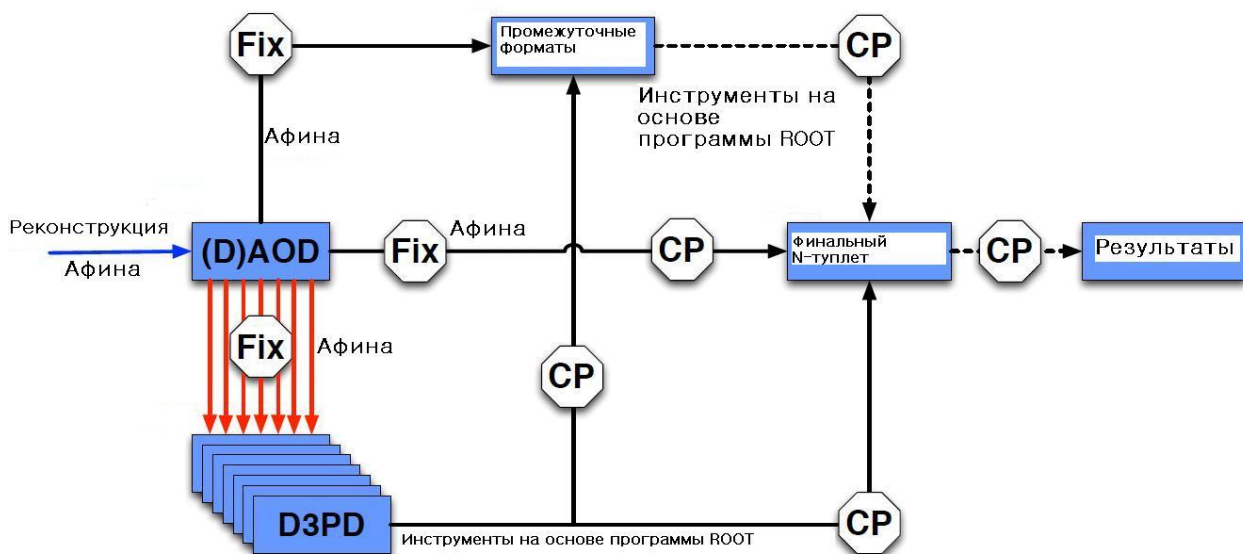 Fix
Промежуточные
форматы
CP
Инструменты на
основе
программы ROOT
Афина
Реконструкция
Афина
(D)AOD
Fix
Афина
CP
Финальный
N-туплет
CP
Результаты
Fix
Афина
CP
D3PD
Инструменты на основе программы ROOT
CP